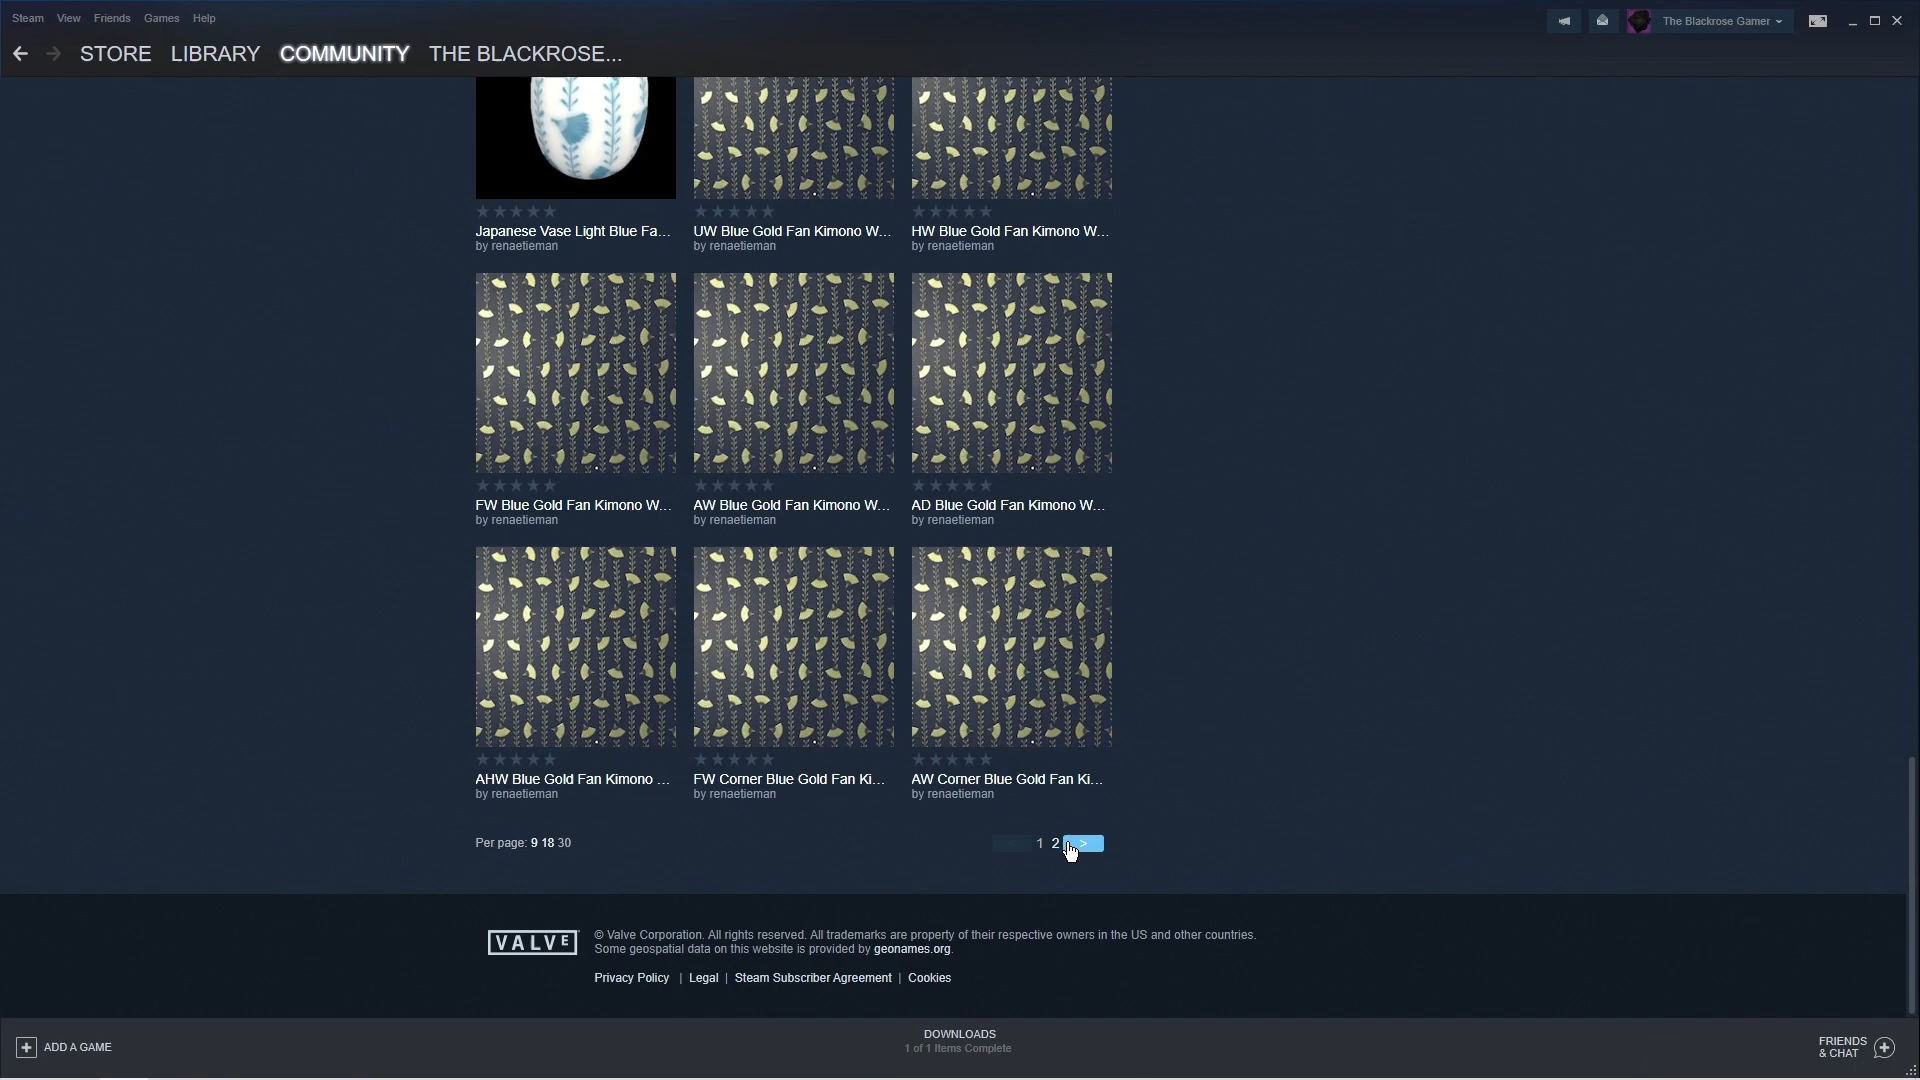 Steam View Friends Games Help
The Blackrose Gamer
STORE LIBRARY COMMUNITY THE BLACKROSE...
Japanese Vase Light Blue Fa... UW Blue Gold Fan Kimono W... HW Blue Gold Fan Kimono W...
by renaetieman by renaetieman by renaetieman
FW Blue Gold Fan Kimono W... AW Blue Gold Fan Kimono W... AD Blue Gold Fan Kimono W...
by renaetieman by renaetieman by renaetieman
AHW Blue Gold Fan Kimono ... FW Corner Blue Gold Fan Ki... AW Corner Blue Gold Fan Ki...
by renaetieman by renaetieman by renaetieman
Per page: 9 18 30 < 1 2 >
VALVE © Valve Corporation. All rights reserved. All trademarks are property of their respective owners in the US and other countries.
Some geospatial data on this website is provided by geonames.org.
Privacy Policy | Legal | Steam Subscriber Agreement | Cookies
+ ADD A GAME
DOWNLOADS
1 of 1 Items Complete
FRIENDS
& CHAT